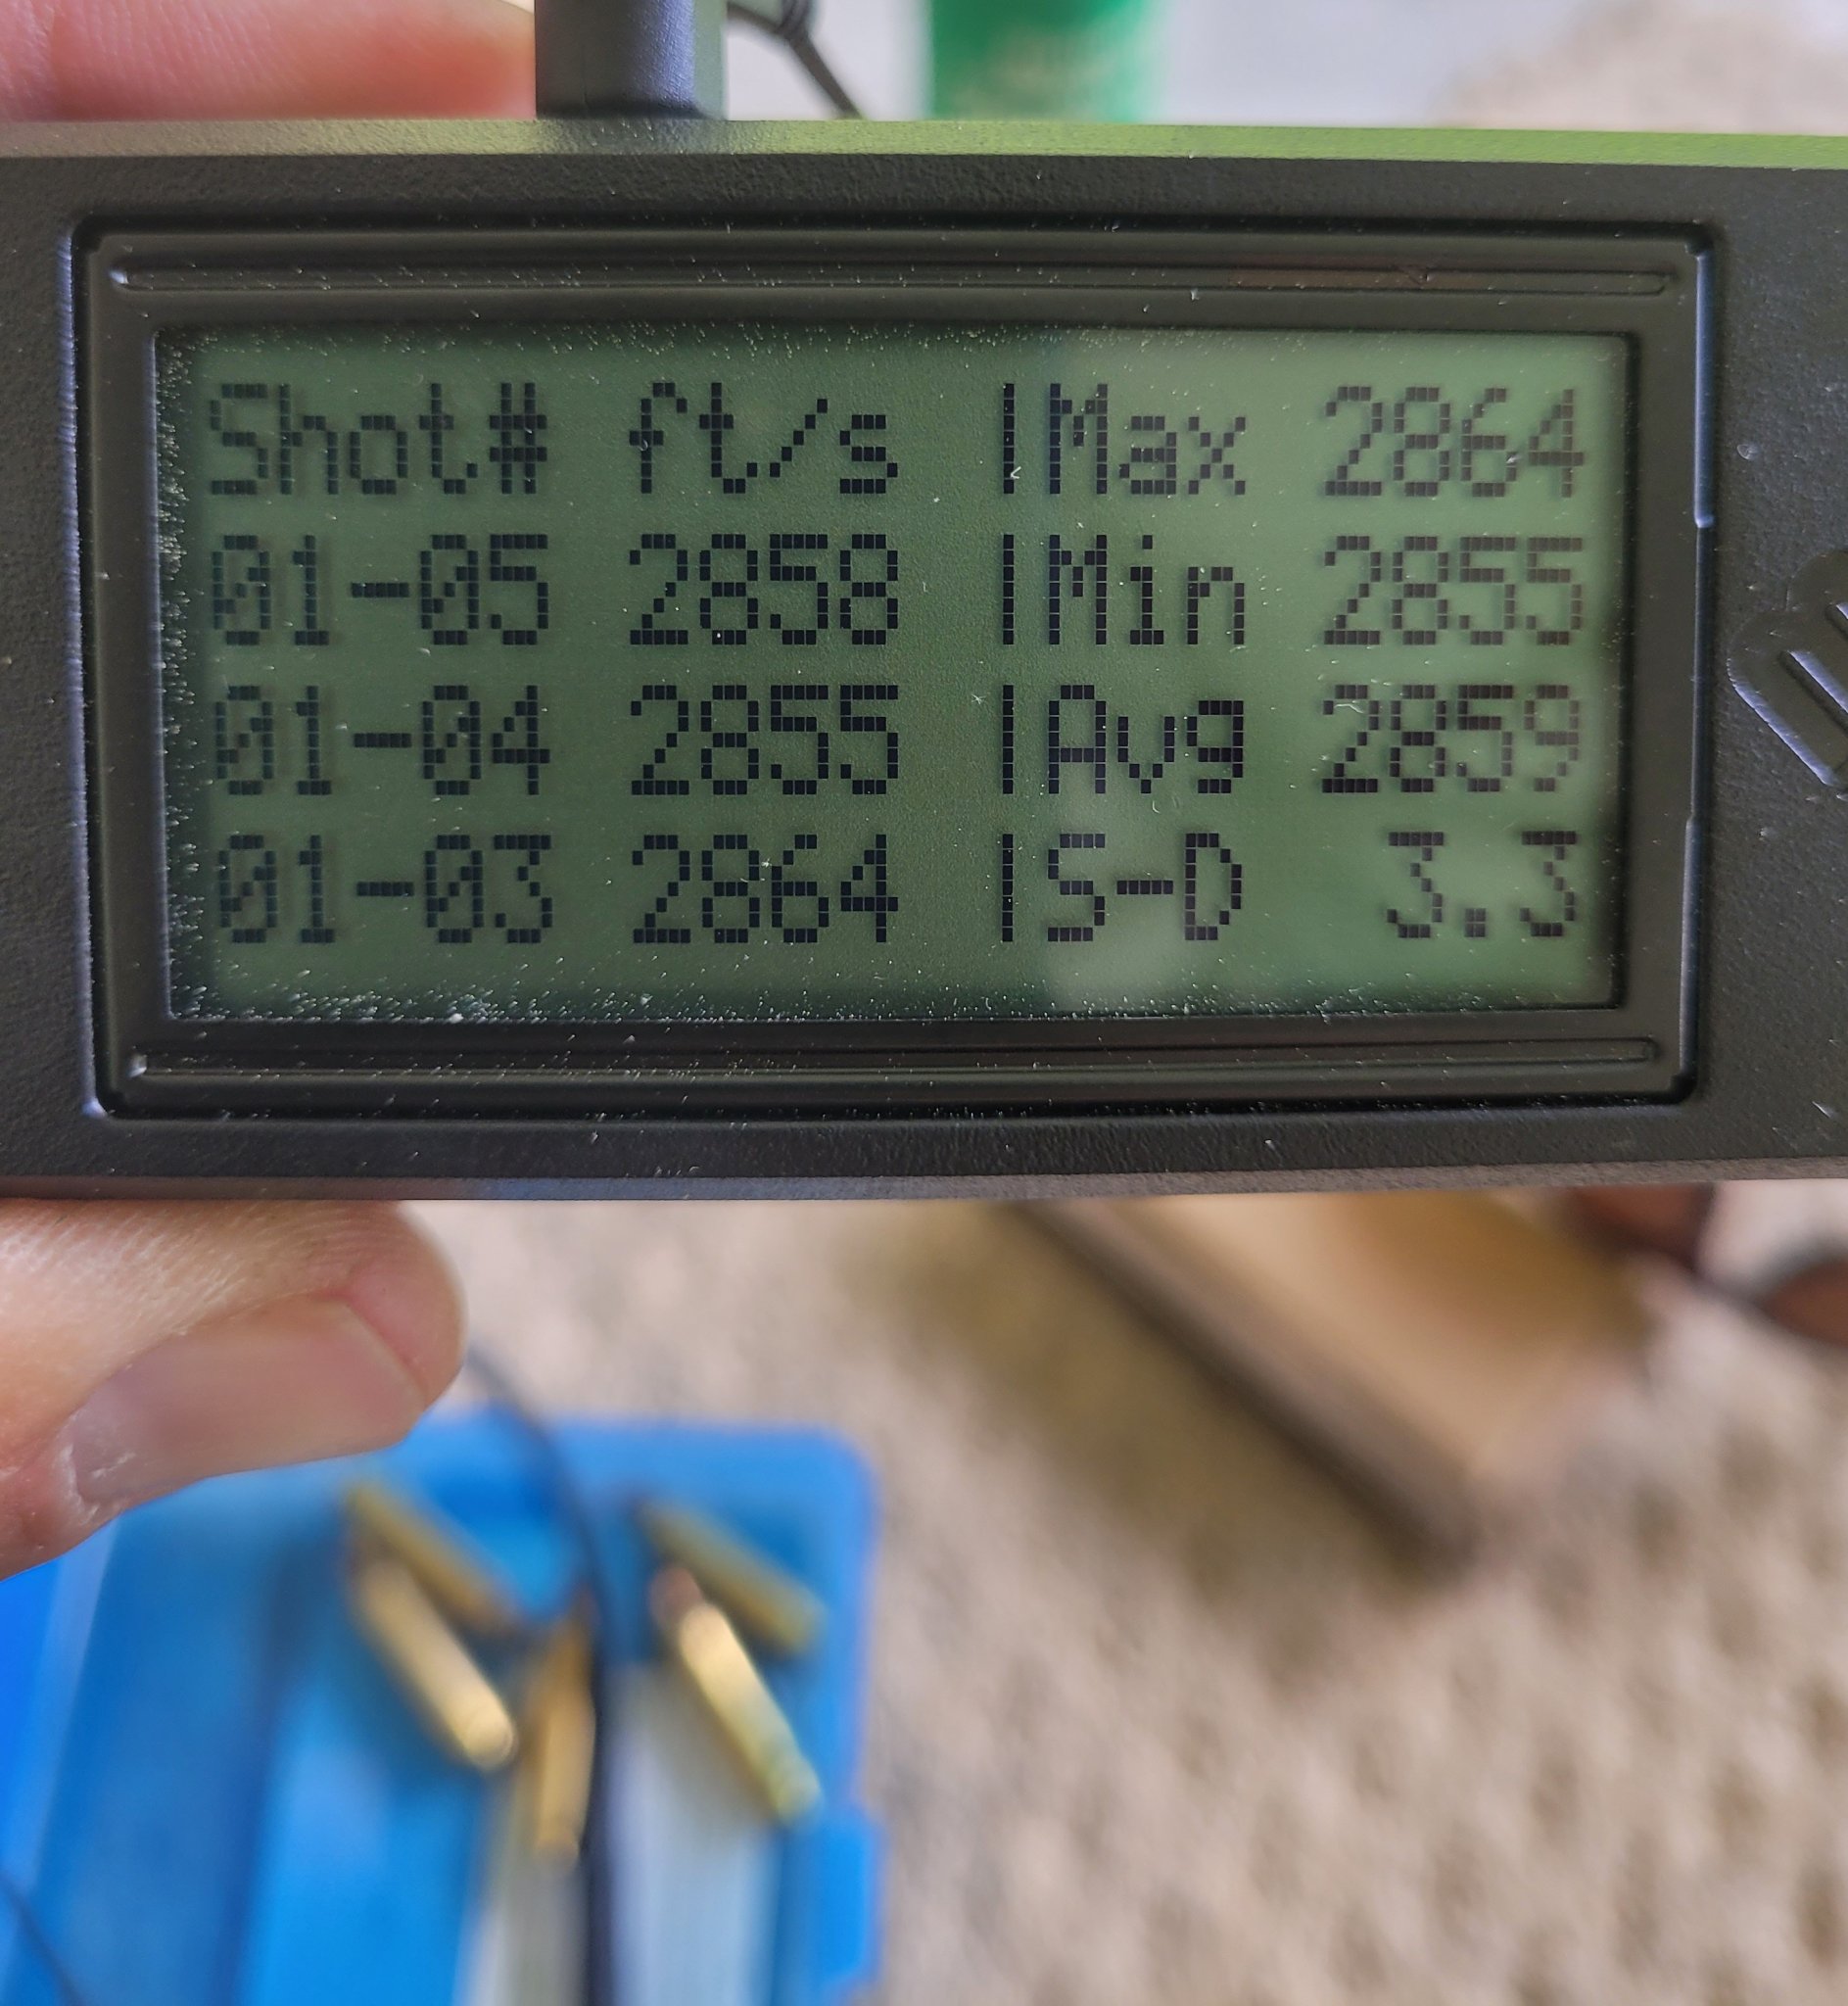 Shot# ft/s |Max 2864
01-05 2858 |Min 2855
01-04 2855 |Avg 2859
01-03 2864 |S-D 3.3